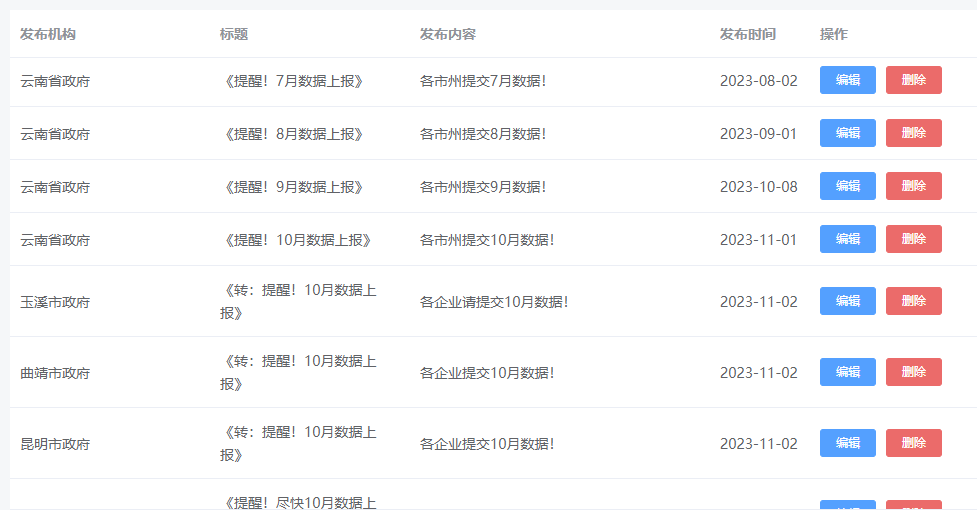 发布机构 标题 发布内容 发布时间 操作
云南省政府 《提醒！7月数据上报》 各市州提交7月数据！ 2023-08-02 编辑 删除
云南省政府 《提醒！8月数据上报》 各市州提交8月数据！ 2023-09-01 编辑 删除
云南省政府 《提醒！9月数据上报》 各市州提交9月数据！ 2023-10-08 编辑 删除
云南省政府 《提醒！10月数据上报》 各市州提交10月数据！ 2023-11-01 编辑 删除
玉溪市政府 《转：提醒！10月数据上 各企业请提交10月数据！ 2023-11-02 编辑 删除
报》
曲靖市政府 《转：提醒！10月数据上 各企业提交10月数据！ 2023-11-02 编辑 删除
报》
昆明市政府 《转：提醒！10月数据上 各企业提交10月数据！ 2023-11-02 编辑 删除
报》
《提醒！尽快10月数据上